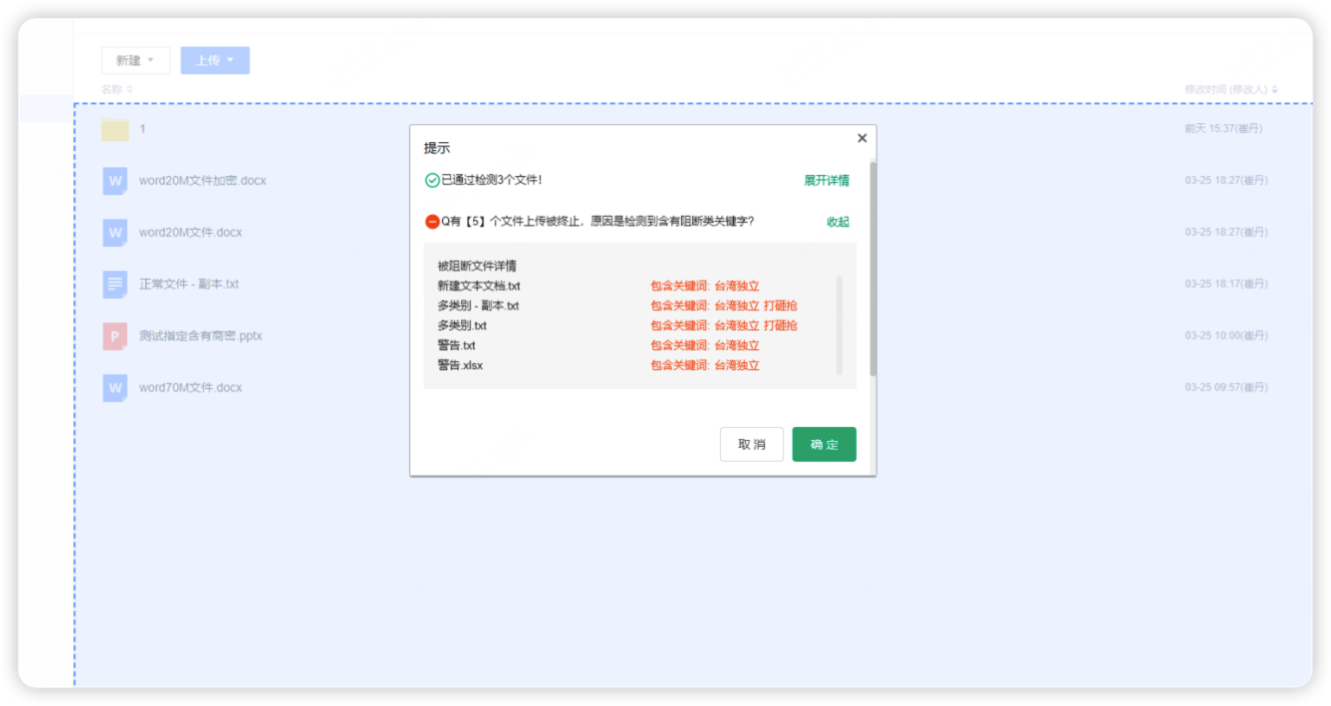 新建
上传
名称
修改时间 (修改人)
1
前天 15:37(崔丹)
word20M文件加密.docx
03-25 18:27(崔丹)
word20M文件.docx
03-25 18:27(崔丹)
正常文件 - 副本.txt
03-25 18:17(崔丹)
测试指定含有商密.pptx
03-25 10:00(崔丹)
word70M文件.docx
03-25 09:57(崔丹)
提示
已通过检测3个文件!
展开详情
Q有【5】个文件上传被终止，原因是检测到含有阻断类关键字?
收起
被阻断文件详情
新建文本文档.txt 包含关键词: 台湾独立
多类别 - 副本.txt 包含关键词: 台湾独立 打砸抢
多类别.txt 包含关键词: 台湾独立 打砸抢
警告.txt 包含关键词: 台湾独立
警告.xlsx 包含关键词: 台湾独立
取 消
确 定